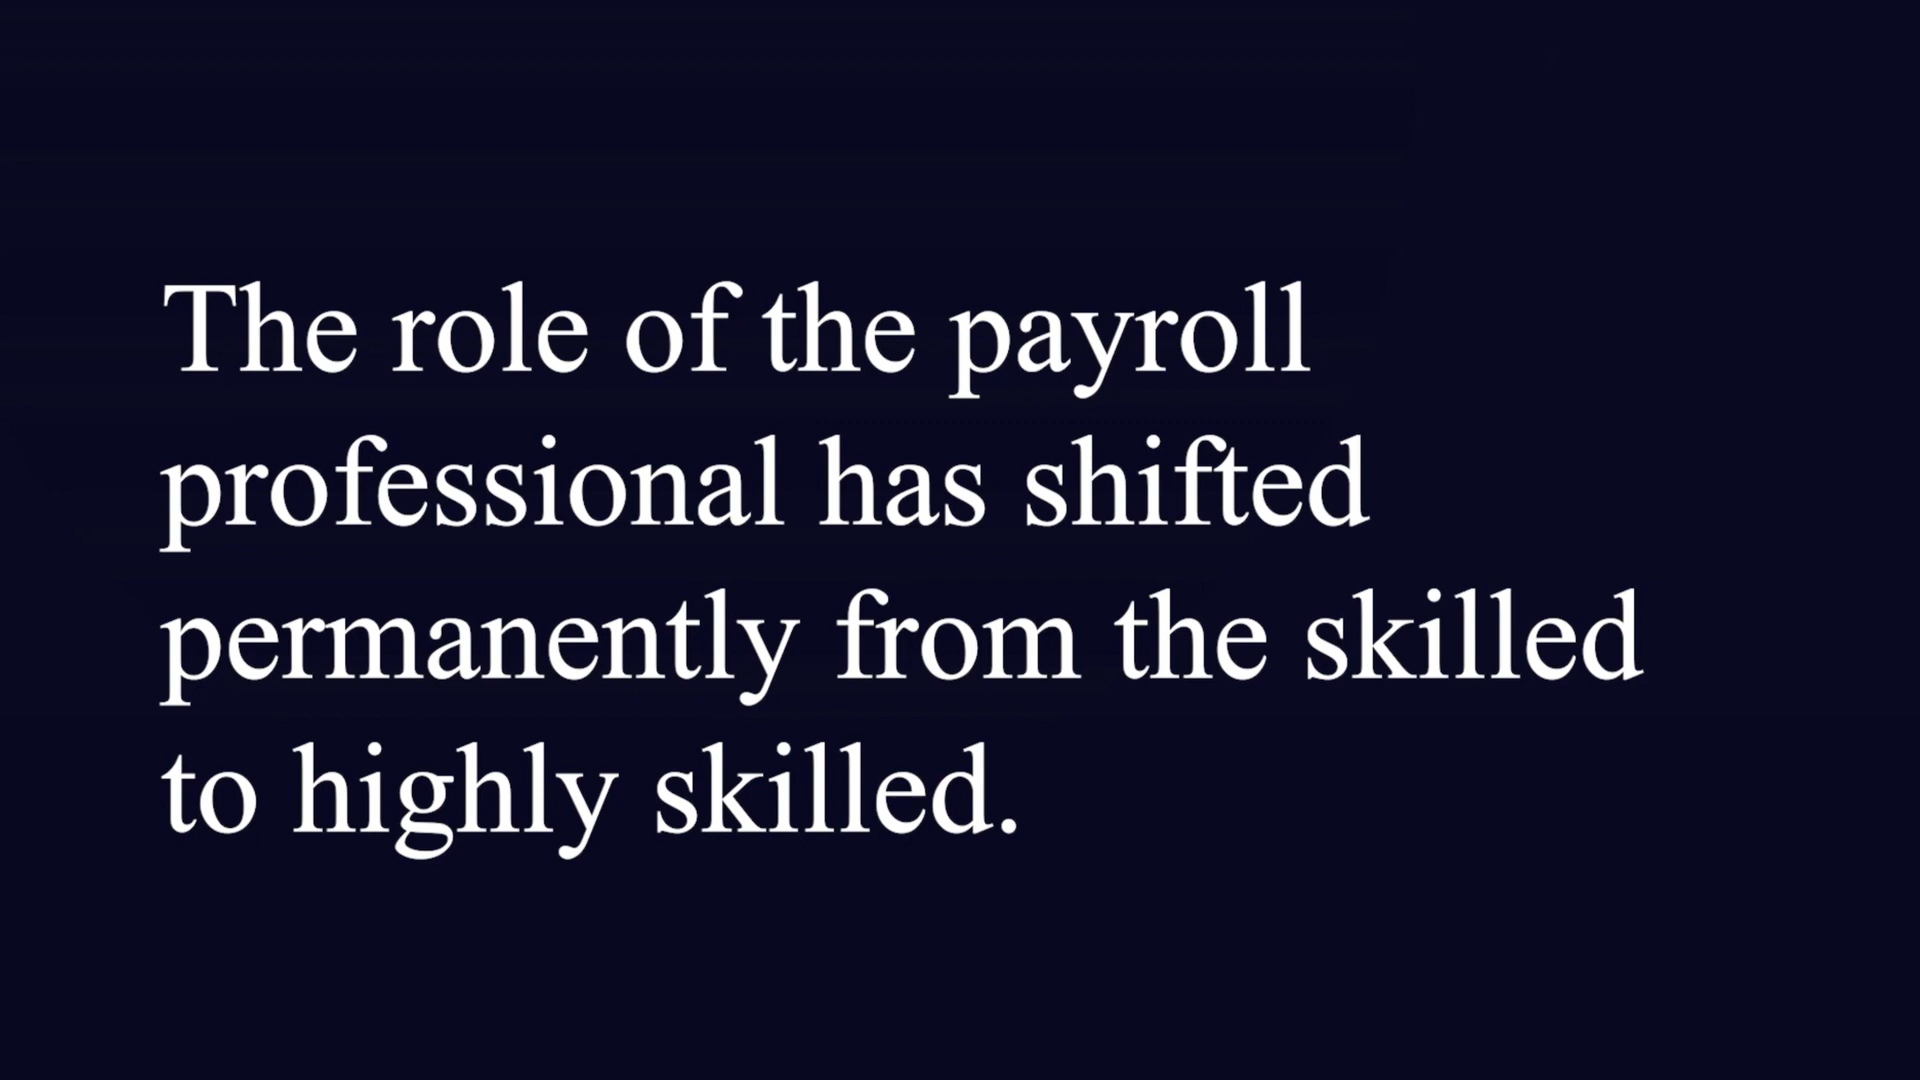 The role of the payroll
professional has shifted
permanently from the skilled
to highly skilled.